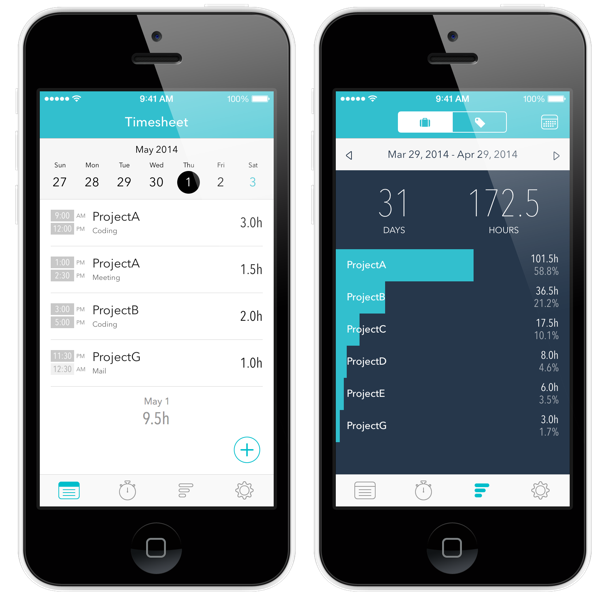 9:41 AM 100%
Timesheet
May 2014
Sun Mon Tue Wed Thu Fri Sat
27 28 29 30 1 2 3
9:00 AM ProjectA 3.0h
12:00 PM Coding
1:00 PM ProjectA 1.5h
2:30 PM Meeting
3:00 PM ProjectB 2.0h
5:00 PM Coding
11:30 PM ProjectG 1.0h
12:30 AM Mail
May 1
9.5h
9:41 AM 100%
Mar 29, 2014 - Apr 29, 2014
31 172.5
DAYS HOURS
ProjectA 101.5h
58.8%
ProjectB 36.5h
21.2%
ProjectC 17.5h
10.1%
ProjectD 8.0h
4.6%
ProjectE 6.0h
3.5%
ProjectG 3.0h
1.7%